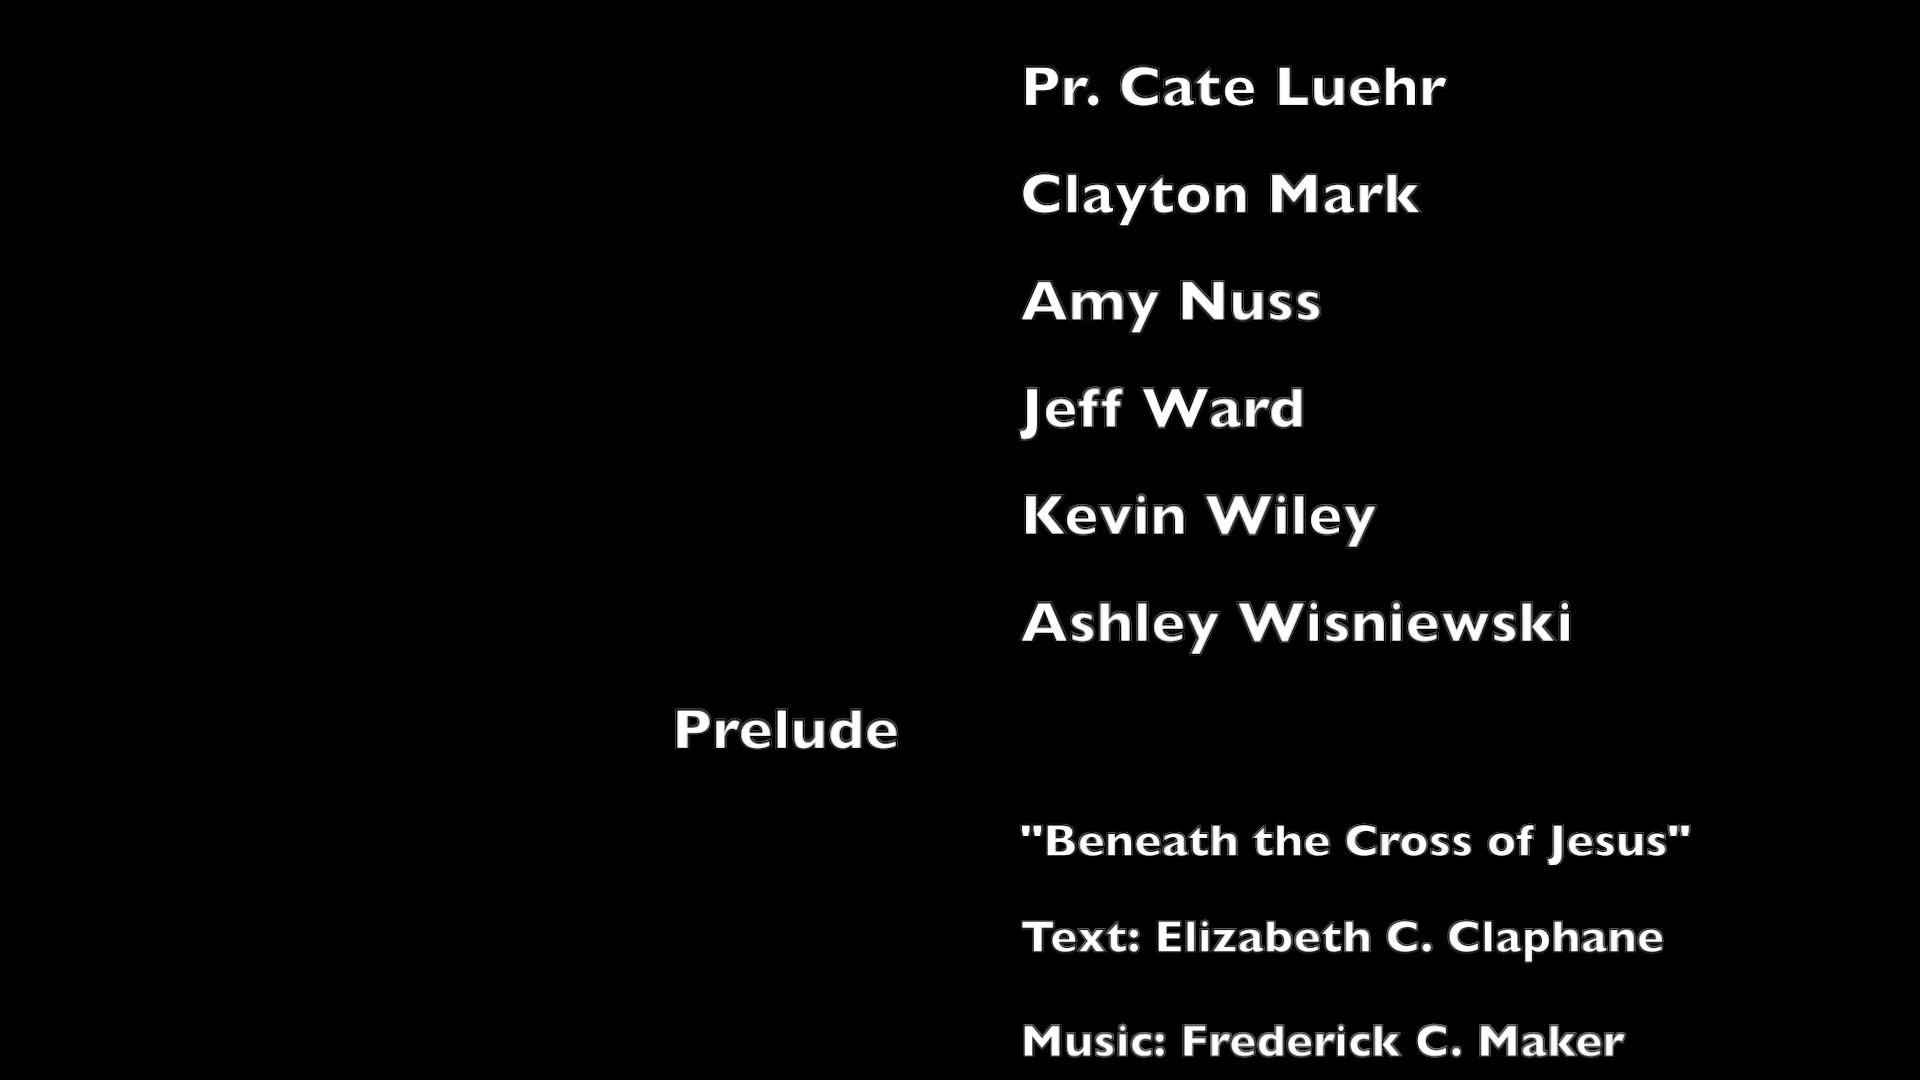 Pr. Cate Luehr
Clayton Mark
Amy Nuss
Jeff Ward
Kevin Wiley
Ashley Wisniewski
Prelude
"Beneath the Cross of Jesus"
Text: Elizabeth C. Claphane
Music: Frederick C. Maker